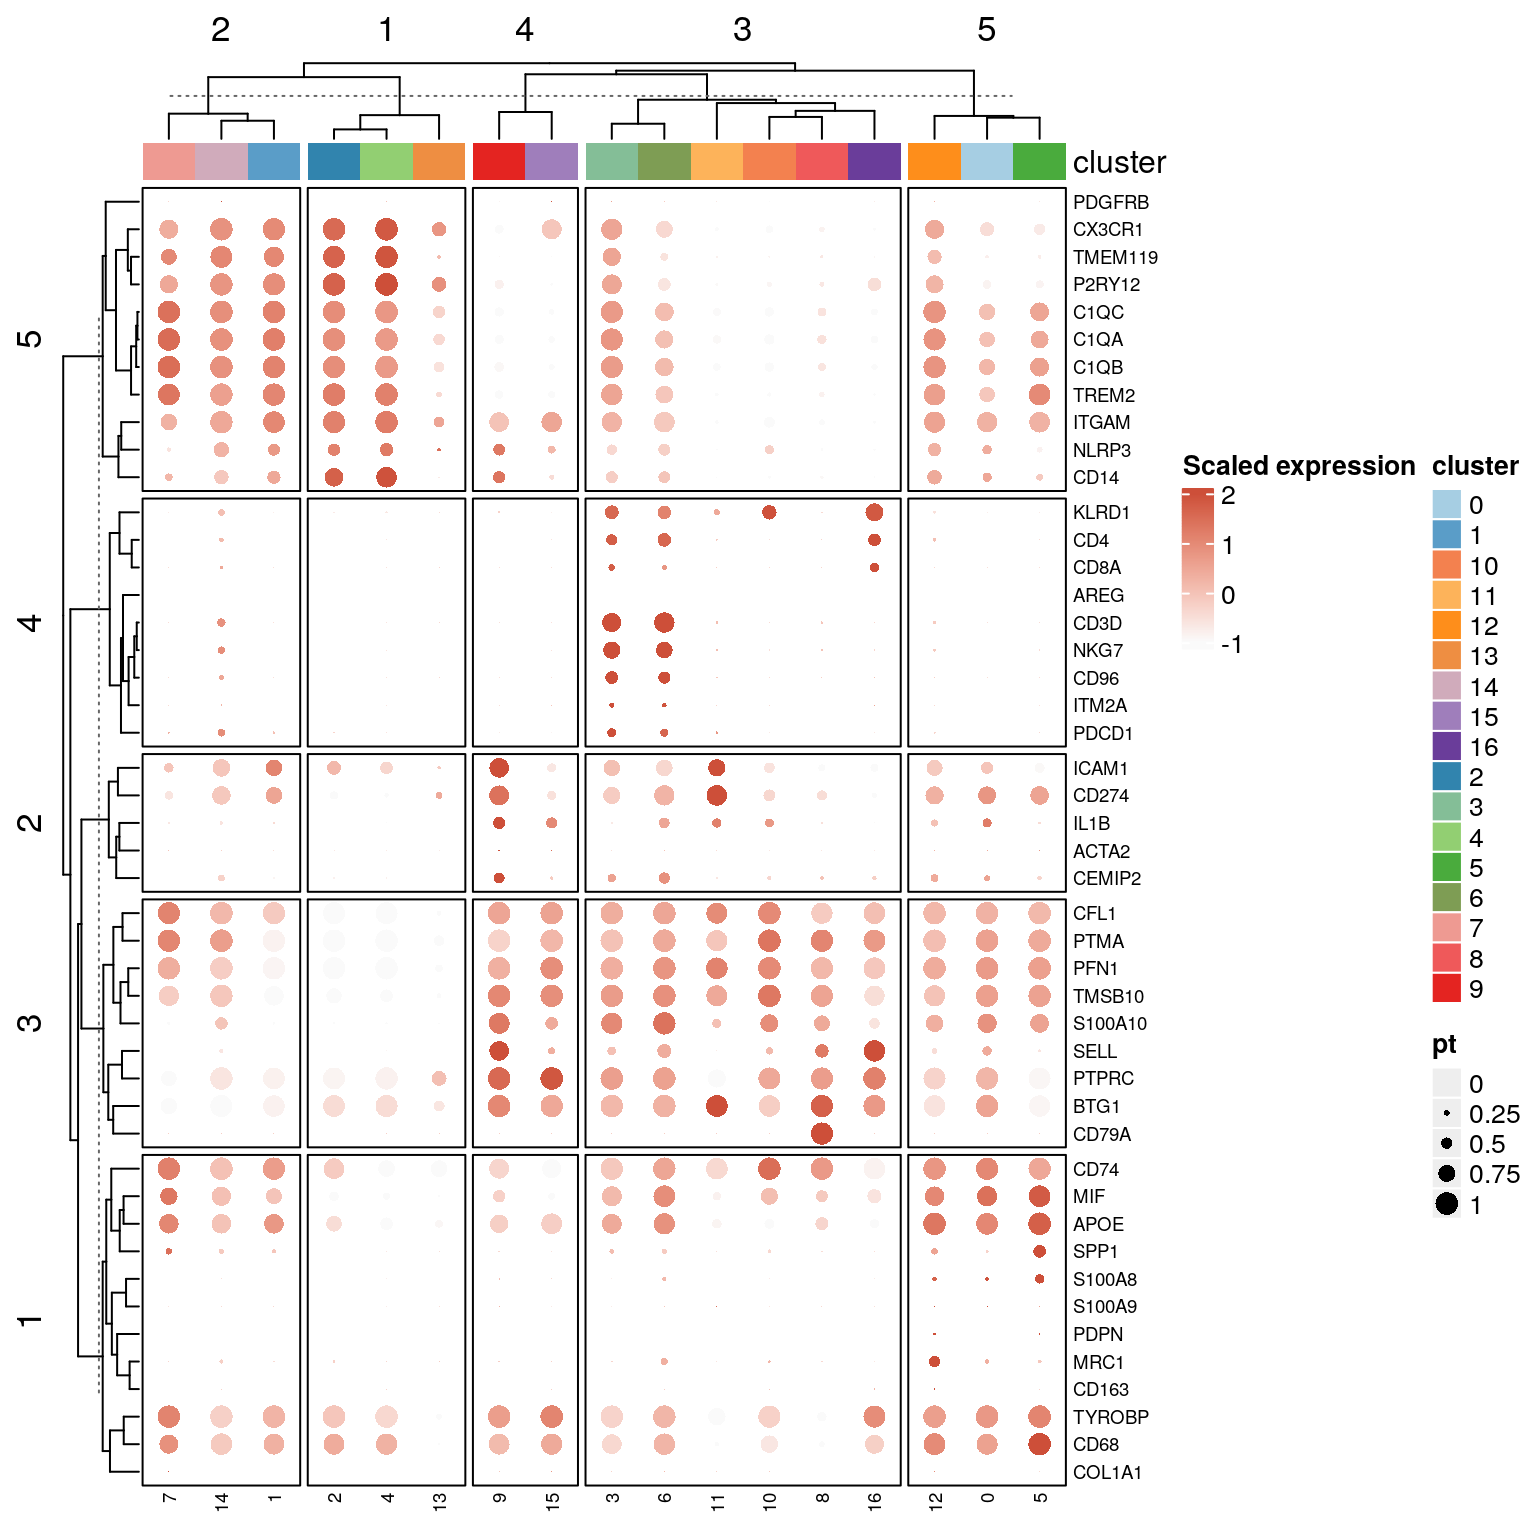 2 1 4 3 5
cluster
5
PDGFRB
CX3CR1
TMEM119
P2RY12
C1QC
C1QA
C1QB
TREM2
ITGAM
NLRP3
CD14
4
KLRD1
CD4
CD8A
AREG
CD3D
NKG7
CD96
ITM2A
PDCD1
2
ICAM1
CD274
IL1B
ACTA2
CEMIP2
3
CFL1
PTMA
PFN1
TMSB10
S100A10
SELL
PTPRC
BTG1
CD79A
1
CD74
MIF
APOE
SPP1
S100A8
S100A9
PDPN
MRC1
CD163
TYROBP
CD68
COL1A1
7 14 1 2 4 13 9 15 3 6 11 10 8 16 12 0 5
Scaled expression
2
1
0
-1
cluster
0
1
10
11
12
13
14
15
16
2
3
4
5
6
7
8
9
pt
0
0.25
0.5
0.75
1